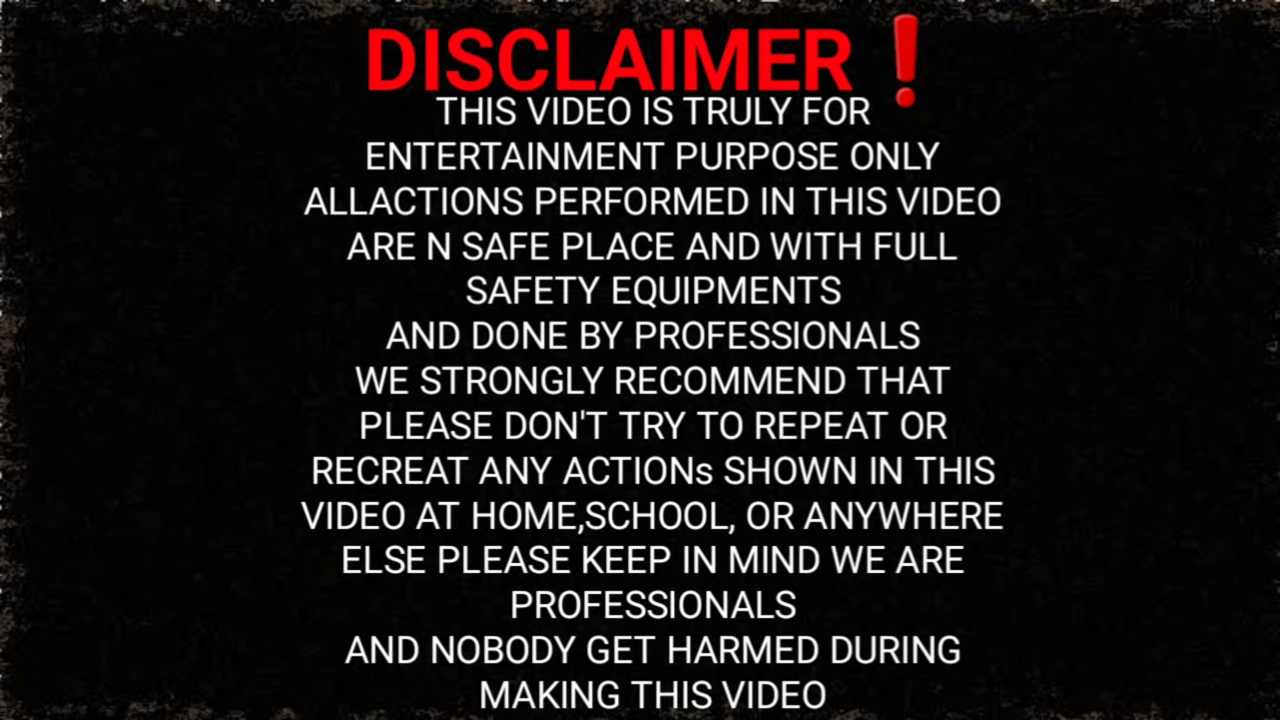 DISCLAIMER❗
THIS VIDEO IS TRULY FOR
ENTERTAINMENT PURPOSE ONLY
ALLACTIONS PERFORMED IN THIS VIDEO
ARE N SAFE PLACE AND WITH FULL
SAFETY EQUIPMENTS
AND DONE BY PROFESSIONALS
WE STRONGLY RECOMMEND THAT
PLEASE DON'T TRY TO REPEAT OR
RECREAT ANY ACTIONs SHOWN IN THIS
VIDEO AT HOME,SCHOOL, OR ANYWHERE
ELSE PLEASE KEEP IN MIND WE ARE
PROFESSIONALS
AND NOBODY GET HARMED DURING
MAKING THIS VIDEO